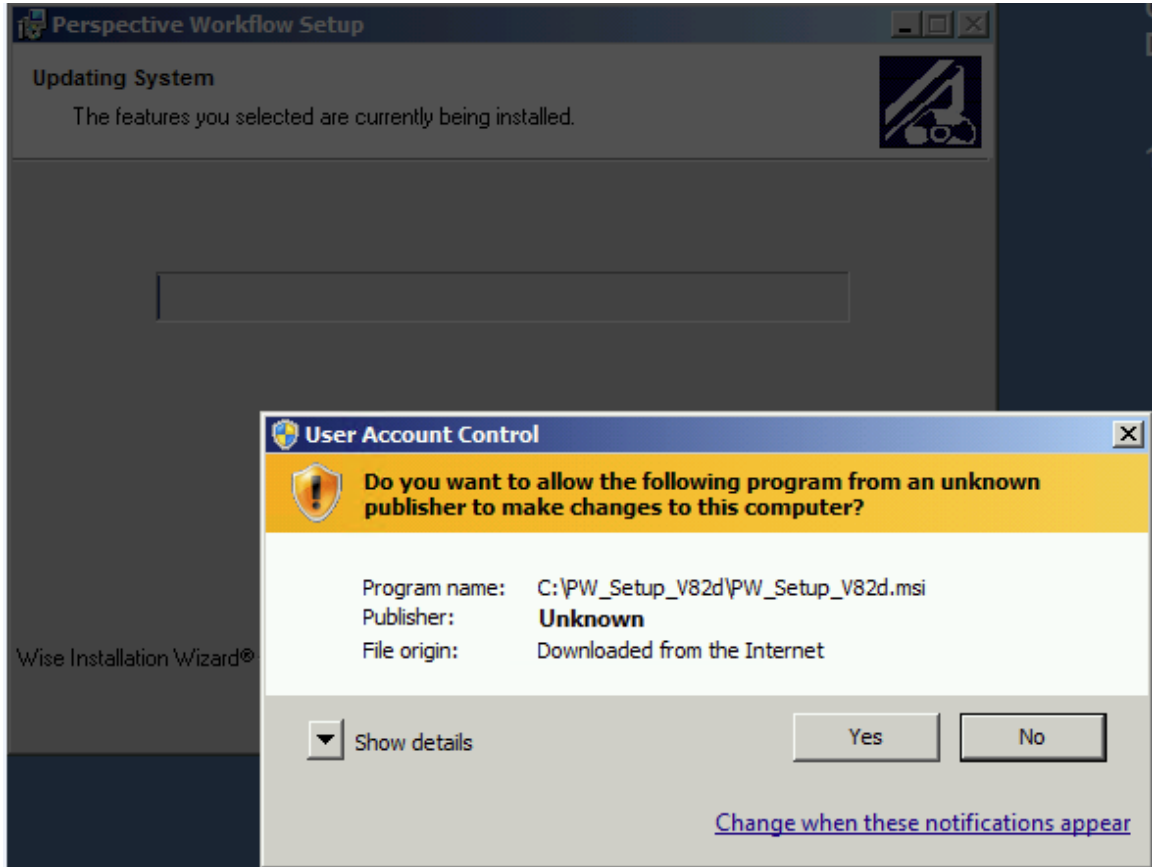 Perspective Workflow Setup
Updating System
The features you selected are currently being installed.
User Account Control
Do you want to allow the following program from an unknown
publisher to make changes to this computer?
Program name: C:\PW_Setup_V82d\PW_Setup_V82d.msi
Publisher: Unknown
File origin: Downloaded from the Internet
Wise Installation Wizard®
Show details
Yes
No
Change when these notifications appear